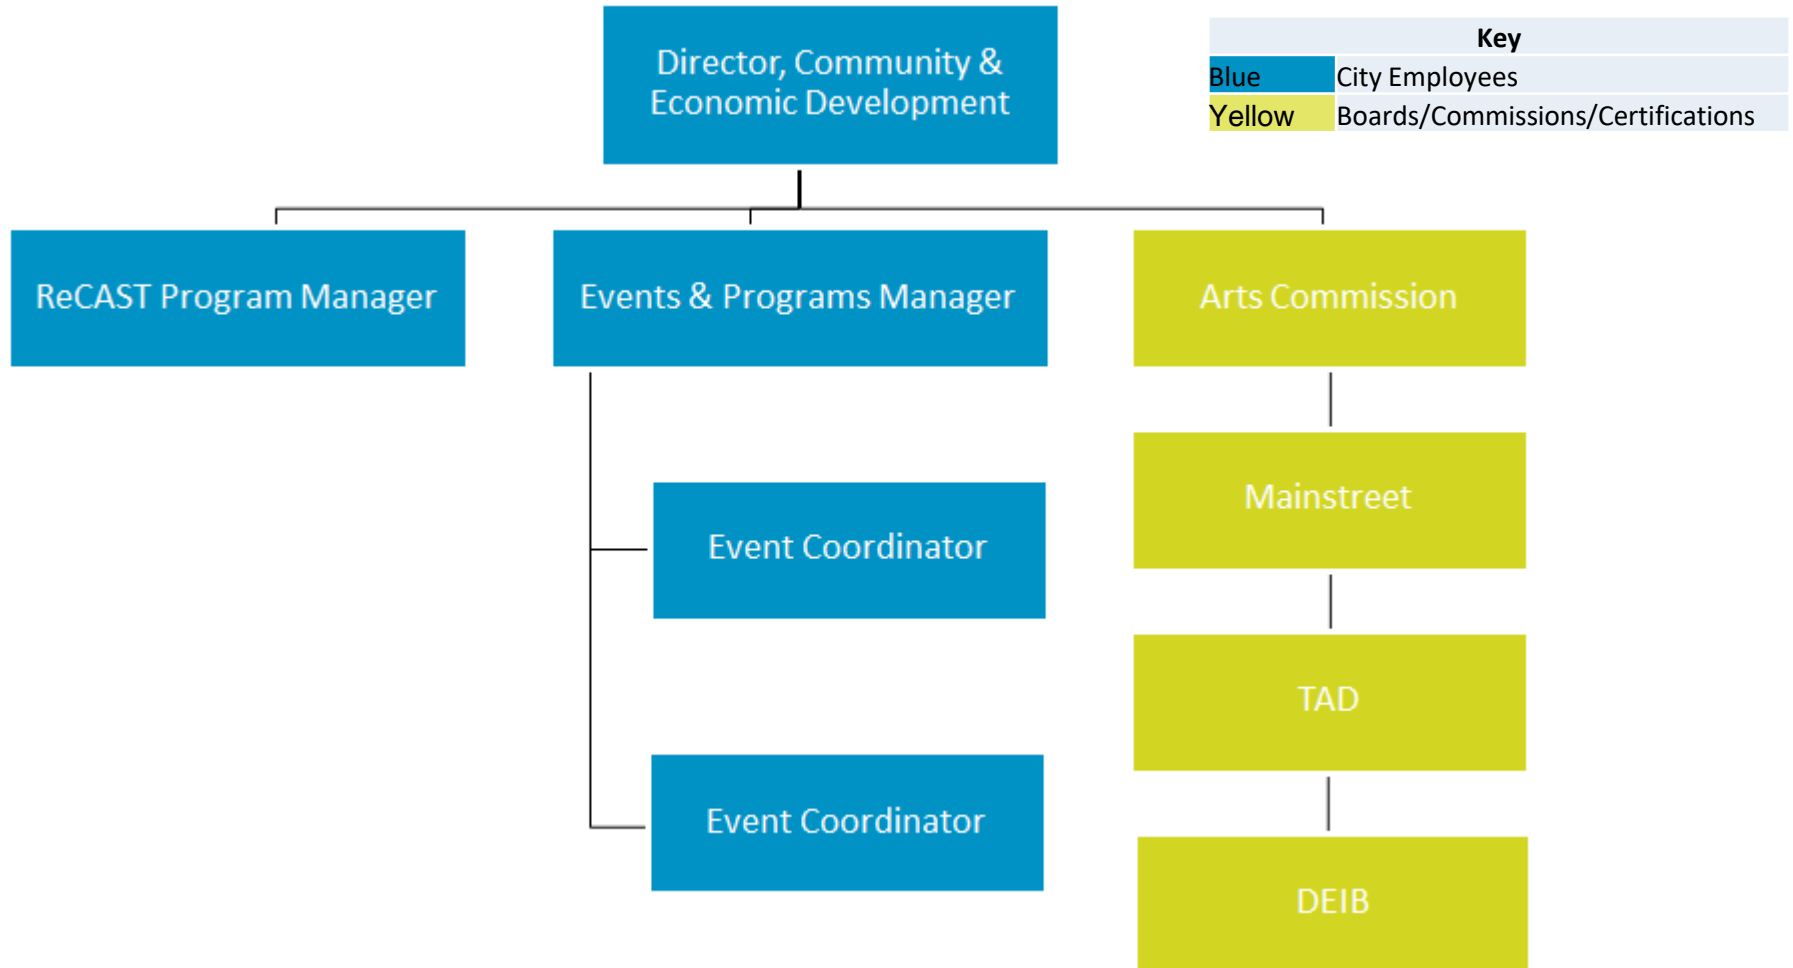 Director, Community &
Economic Development
Key
Blue City Employees
Yellow Boards/Commissions/Certifications
ReCAST Program Manager
Events & Programs Manager
Arts Commission
Mainstreet
Event Coordinator
TAD
Event Coordinator
DEIB